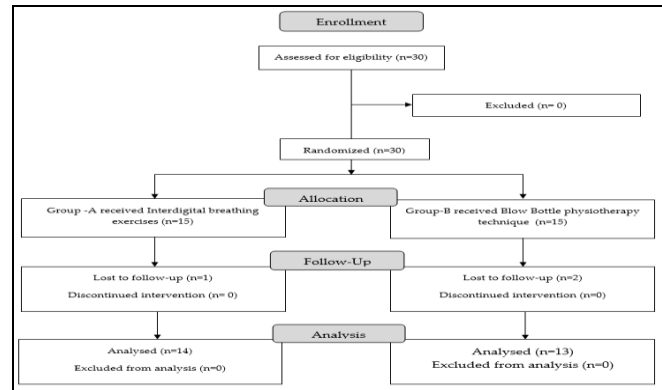 Enrollment
Assessed for eligibility (n=30)
Excluded (n= 0)
Randomized (n=30)
Allocation
Group -A received Interdigital breathing
exercises (n=15)
Group-B received Blow Bottle physiotherapy
technique (n=15)
Follow-Up
Lost to follow-up (n=1)
Discontinued intervention (n= 0)
Lost to follow-up (n=2)
Discontinued intervention (n=0)
Analysis
Analysed (n=14)
Excluded from analysis (n=0)
Analysed (n=13)
Excluded from analysis (n=0)